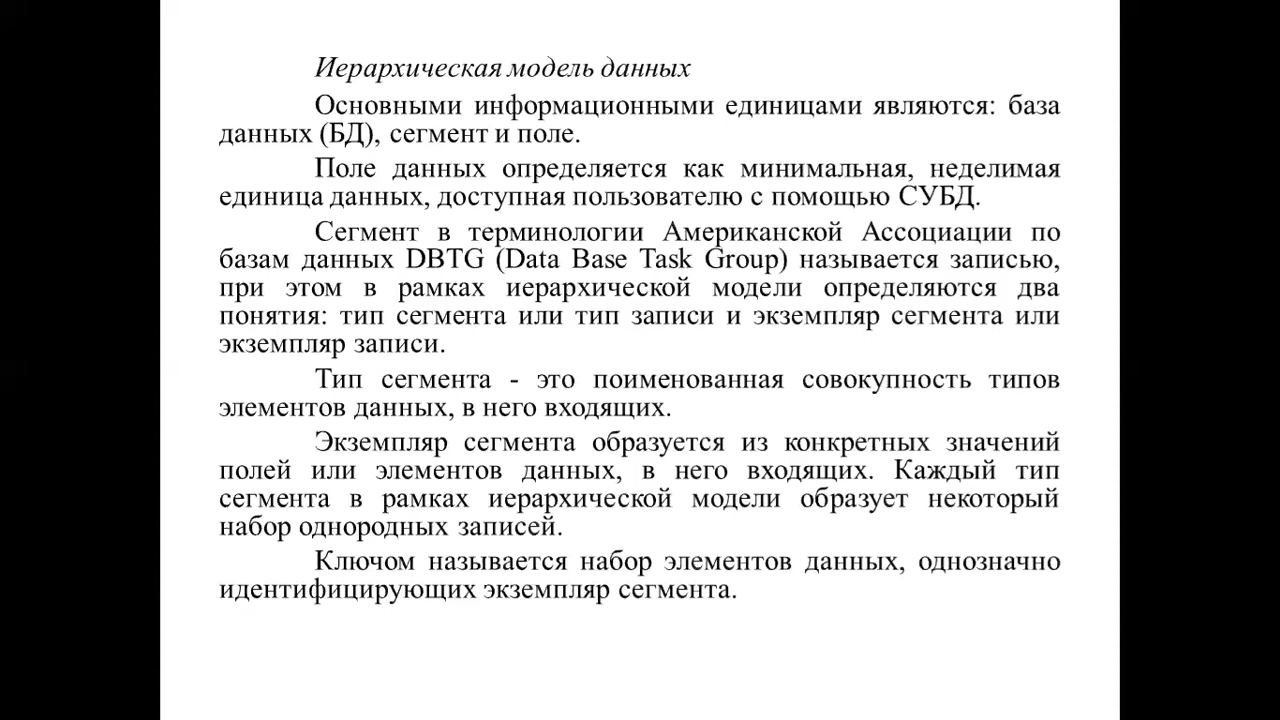 Иерархическая модель данных
Основными информационными единицами являются: база
данных (БД), сегмент и поле.
Поле данных определяется как минимальная, неделимая
единица данных, доступная пользователю с помощью СУБД.
Сегмент в терминологии Американской Ассоциации по
базам данных DBTG (Data Base Task Group) называется записью,
при этом в рамках иерархической модели определяются два
понятия: тип сегмента или тип записи и экземпляр сегмента или
экземпляр записи.
Тип сегмента - это поименованная совокупность типов
элементов данных, в него входящих.
Экземпляр сегмента образуется из конкретных значений
полей или элементов данных, в него входящих. Каждый тип
сегмента в рамках иерархической модели образует некоторый
набор однородных записей.
Ключом называется набор элементов данных, однозначно
идентифицирующих экземпляр сегмента.